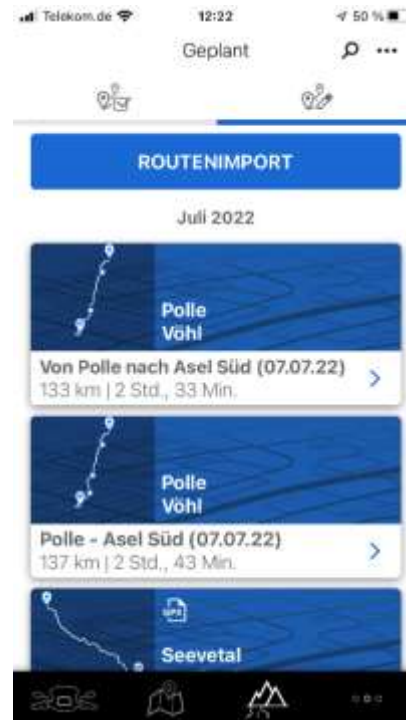 Telekom.de 12:22 50 %
Geplant
ROUTENIMPORT
Juli 2022
Polle
Vöhl
Von Polle nach Asel Süd (07.07.22)
133 km | 2 Std., 33 Min.
Polle
Vöhl
Polle - Asel Süd (07.07.22)
137 km | 2 Std., 43 Min.
GPX
Seevetal